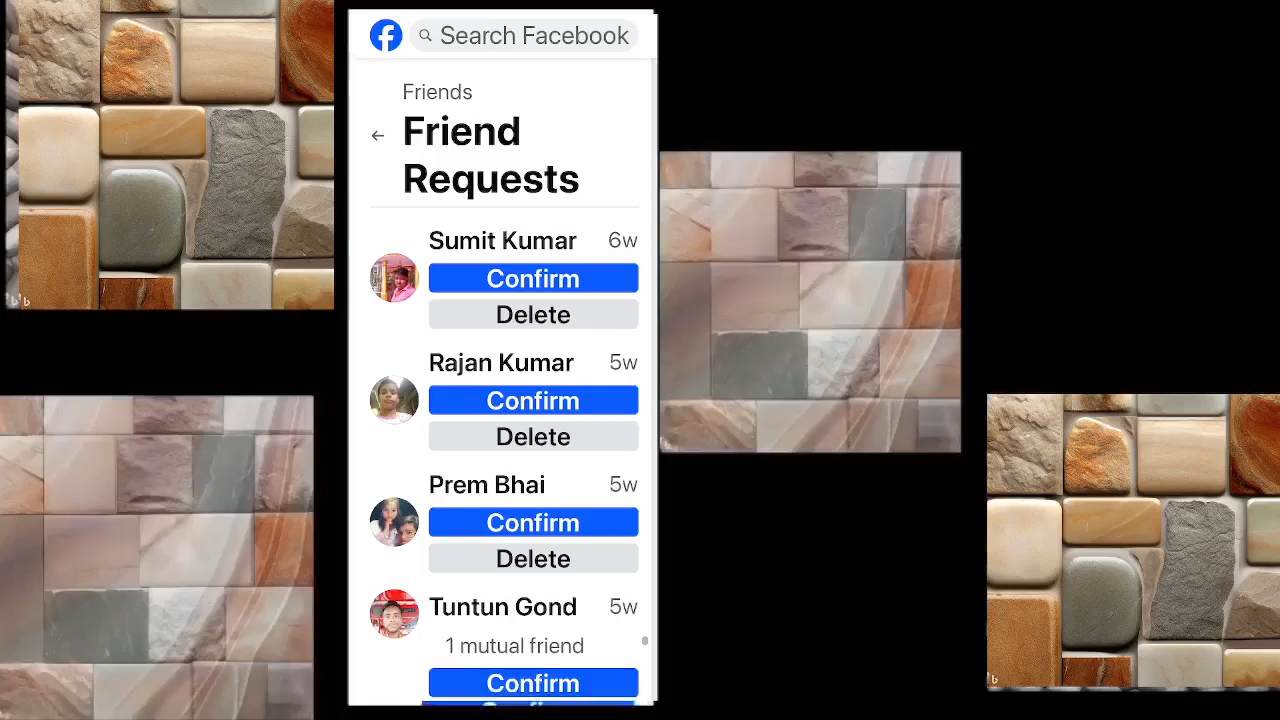 Search Facebook
Friends
Friend
Requests
Sumit Kumar 6w
Confirm
Delete
Rajan Kumar 5w
Confirm
Delete
Prem Bhai 5w
Confirm
Delete
Tuntun Gond 5w
1 mutual friend
Confirm